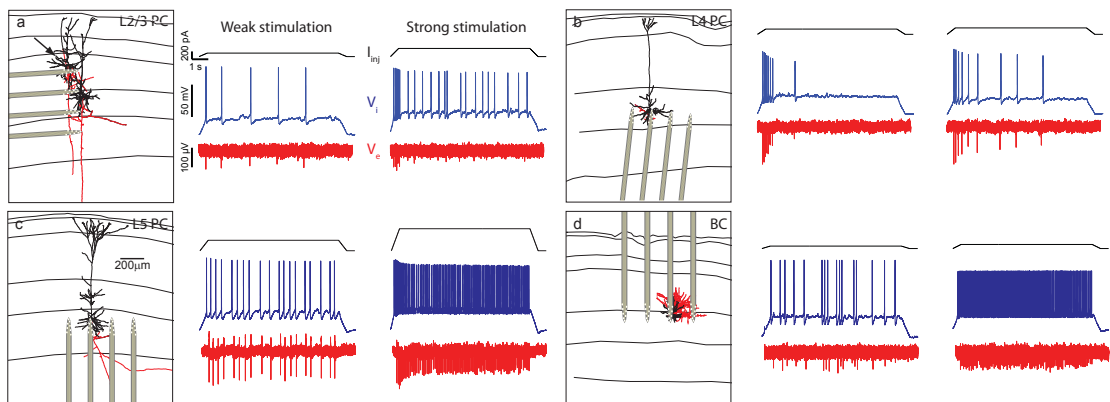 a L2/3 PC
Weak stimulation
Strong stimulation
200 pA
1 s
I_inj
50 mV
V_i
100 µV
V_e
b L4 PC
c L5 PC
200µm
d BC